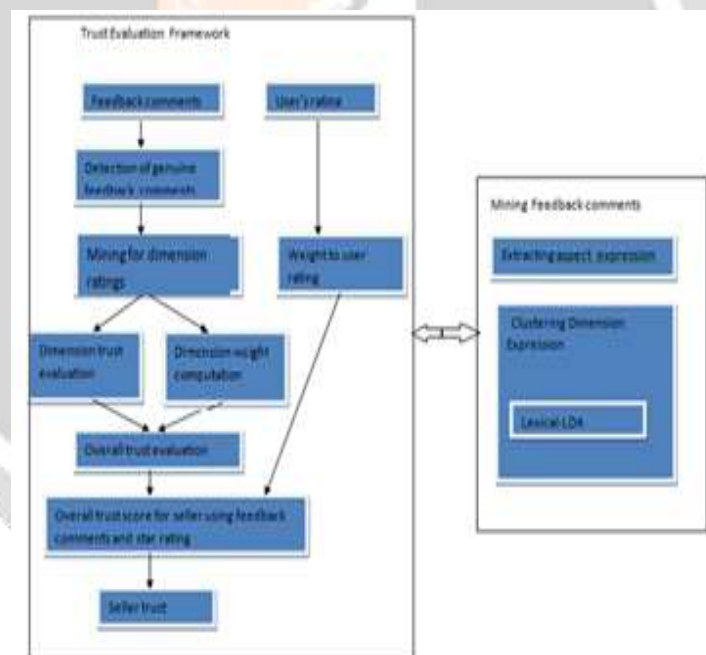 Trust Evaluation Framework
Feedback comments
User's rating
Detection of genuine
feedback comments
Mining for dimension
ratings
Weight to user
rating
Dimension trust
evaluation
Dimension weight
computation
Overall trust evaluation
Overall trust score for seller using feedback
comments and star rating
Seller trust
Mining Feedback comments
Extracting aspect expression
Clustering Dimension
Expression
Lexical-LDA